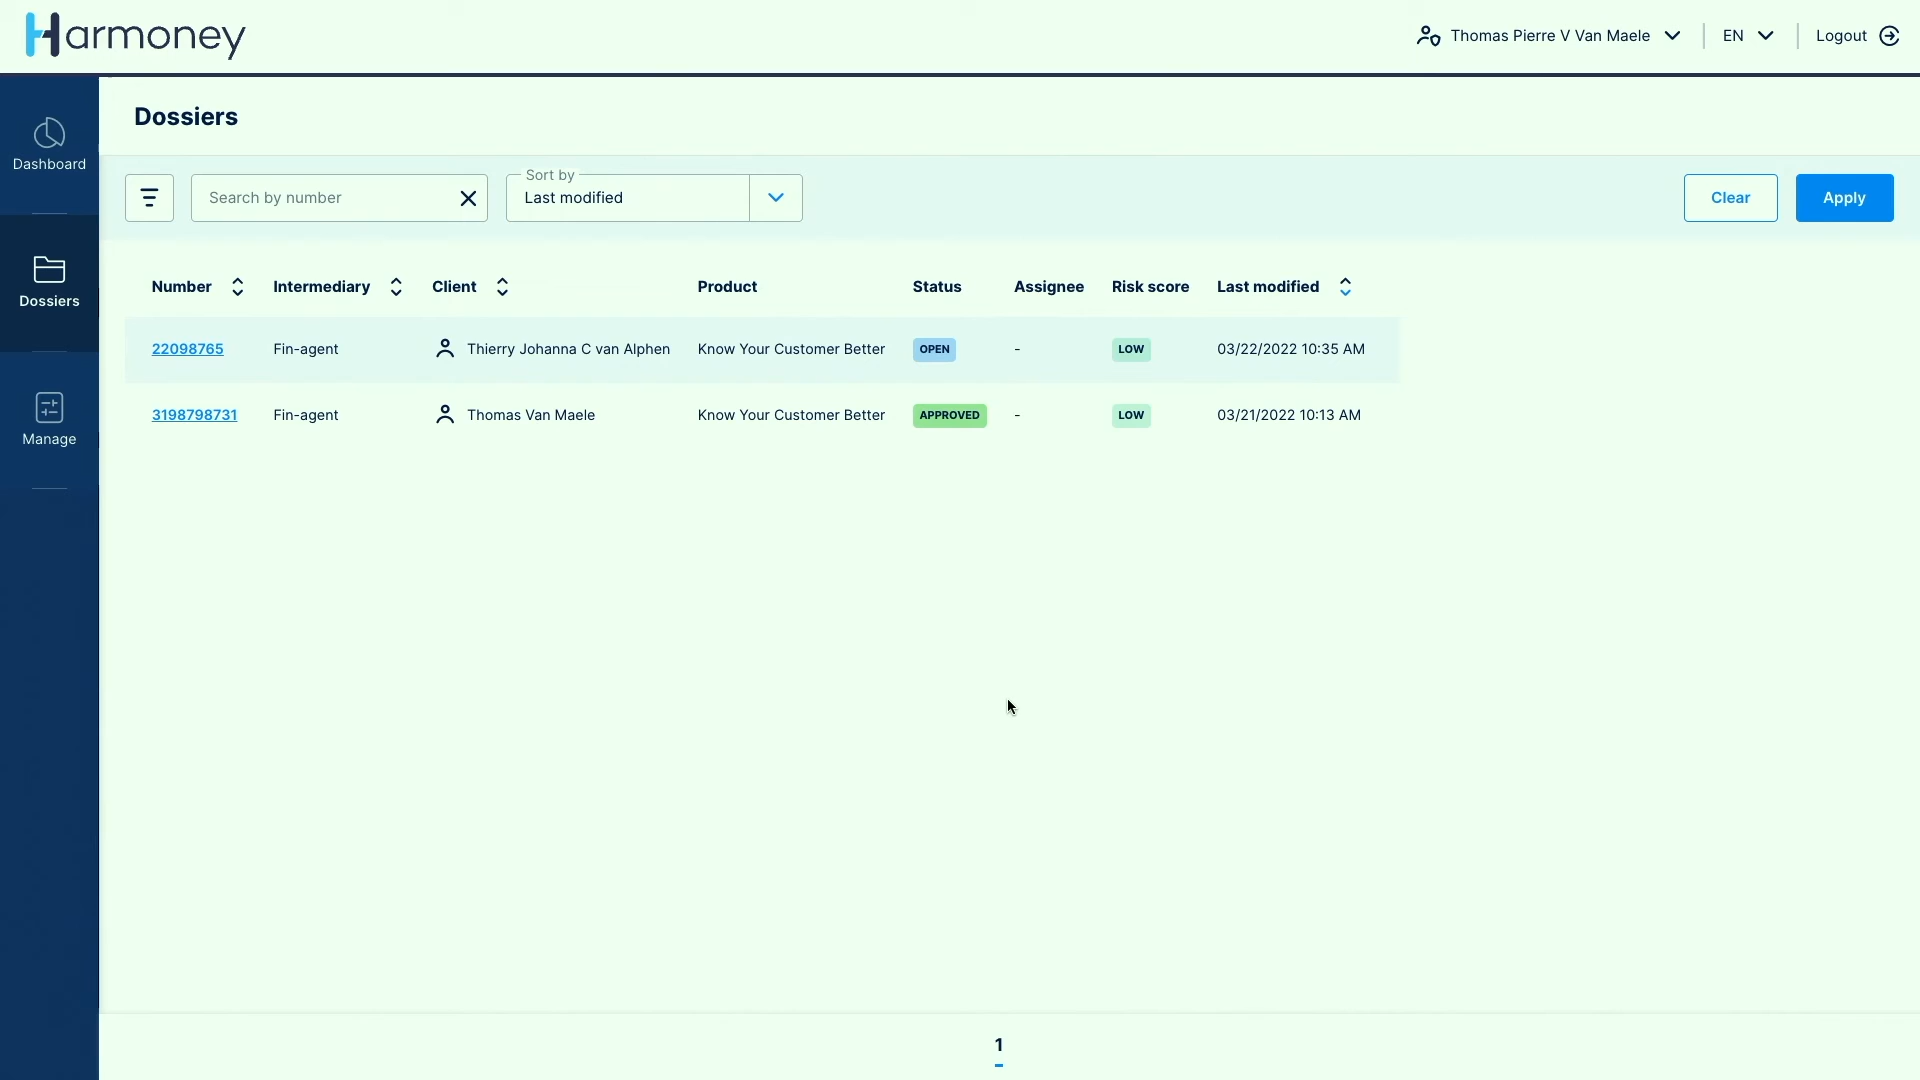 Harmoney
Thomas Pierre V Van Maele
EN
Logout
Dashboard
Dossiers
Manage
Dossiers
Search by number
Sort by
Last modified
Clear
Apply
Number Intermediary Client Product Status Assignee Risk score Last modified
22098765 Fin-agent Thierry Johanna C van Alphen Know Your Customer Better OPEN - LOW 03/22/2022 10:35 AM
3198798731 Fin-agent Thomas Van Maele Know Your Customer Better APPROVED - LOW 03/21/2022 10:13 AM
1